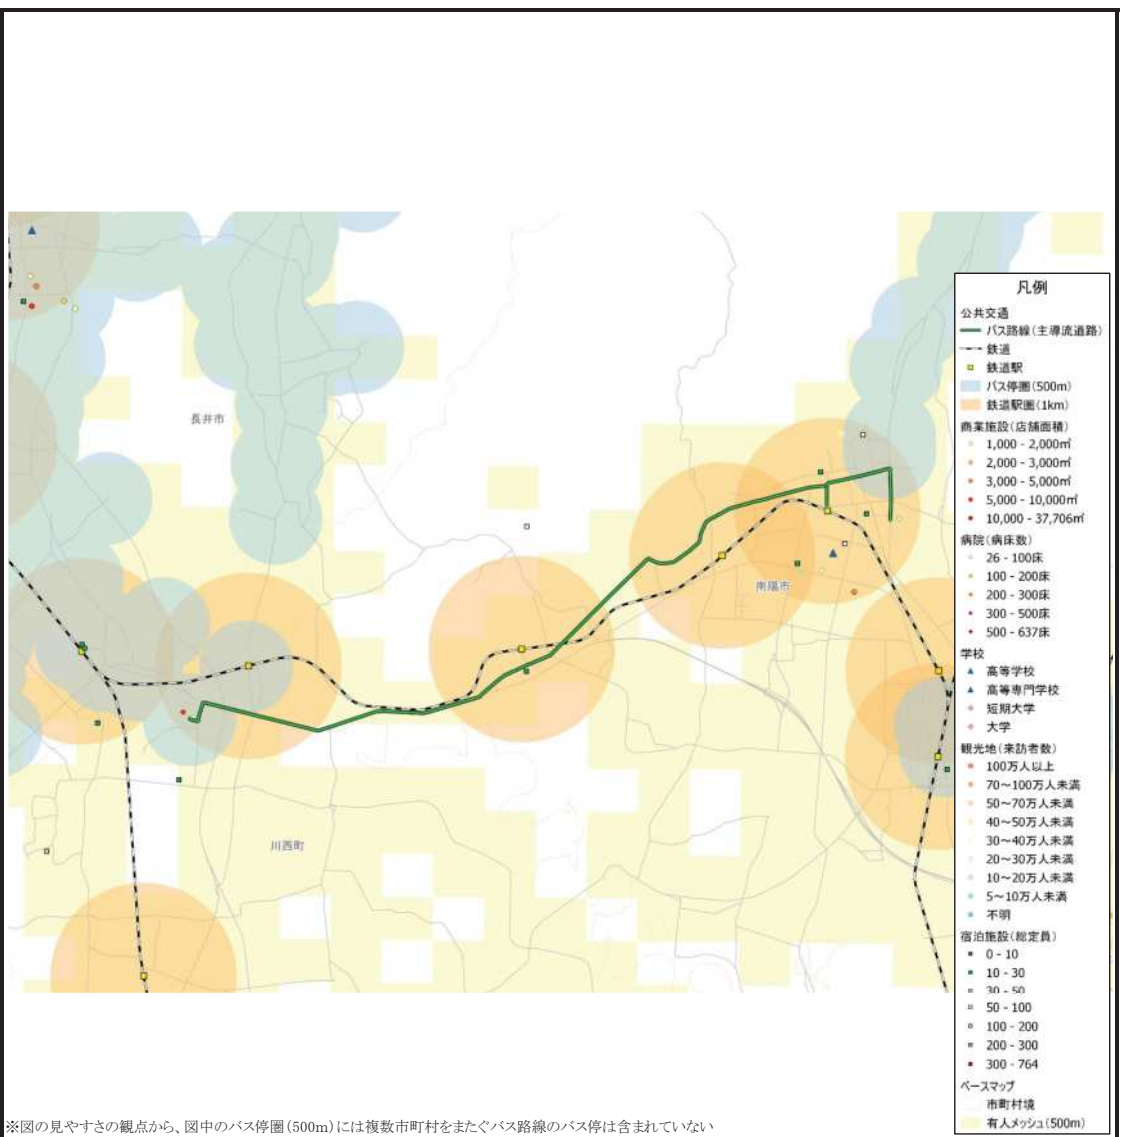 長井市
南陽市
川西町
凡例
公共交通
バス路線(主導流道路)
鉄道
鉄道駅
バス停圏(500m)
鉄道駅圏(1km)
商業施設(店舗面積)
1,000 - 2,000㎡
2,000 - 3,000㎡
3,000 - 5,000㎡
5,000 - 10,000㎡
10,000 - 37,706㎡
病院(病床数)
26 - 100床
100 - 200床
200 - 300床
300 - 500床
500 - 637床
学校
高等学校
高等専門学校
短期大学
大学
観光地(来訪者数)
100万人以上
70～100万人未満
50～70万人未満
40～50万人未満
30～40万人未満
20～30万人未満
10～20万人未満
5～10万人未満
不明
宿泊施設(総定員)
0 - 10
10 - 30
30 - 50
50 - 100
100 - 200
200 - 300
300 - 764
ベースマップ
市町村境
有人メッシュ(500m)
※図の見やすさの観点から、図中のバス停圏(500m)には複数市町村をまたぐバス路線のバス停は含まれていない